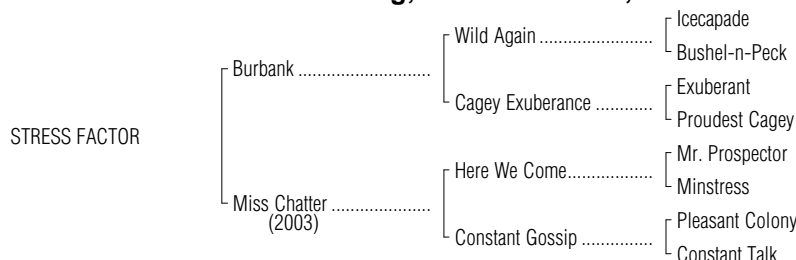 Icecapade
Wild Again ....................
Bushel-n-Peck
Burbank ...........................
Exuberant
Cagey Exuberance ............
Proudest Cagey
STRESS FACTOR
Mr. Prospector
Here We Come.................
Minstress
Miss Chatter ....................
(2003)
Pleasant Colony
Constant Gossip ..............
Constant Talk